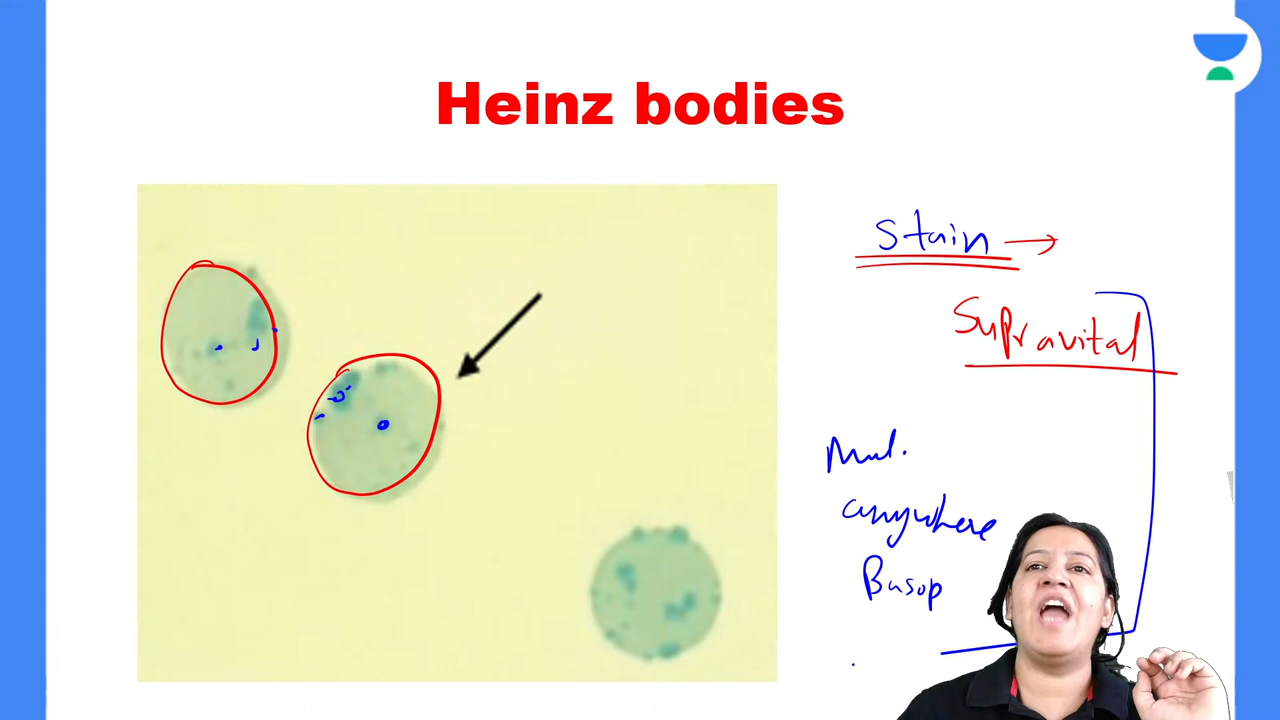 Heinz bodies
Stain →
Supravital
Mul.
anywhere
Basop